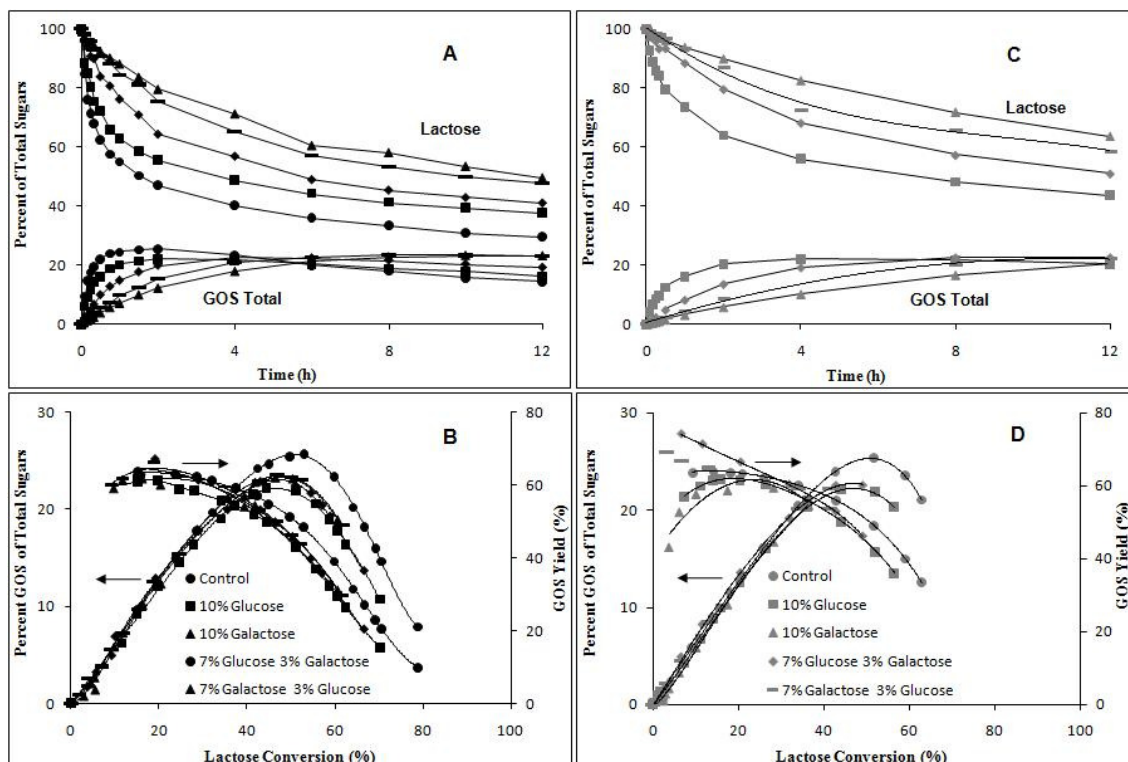 A
Percent of Total Sugars
100
80
60
40
20
0
Lactose
GOS Total
0
4
8
12
Time (h)
C
Percent of Total Sugars
100
80
60
40
20
0
Lactose
GOS Total
0
4
8
12
Time (h)
B
Percent GOS of Total Sugars
30
20
10
0
80
60
40
20
0
GOS Yield (%)
Control
10% Glucose
10% Galactose
7% Glucose 3% Galactose
7% Galactose 3% Glucose
0
20
40
60
80
100
Lactose Conversion (%)
D
Percent GOS of Total Sugars
30
20
10
0
80
60
40
20
0
GOS Yield (%)
Control
10% Glucose
10% Galactose
7% Glucose 3% Galactose
7% Galactose 3% Glucose
0
20
40
60
80
100
Lactose Conversion (%)